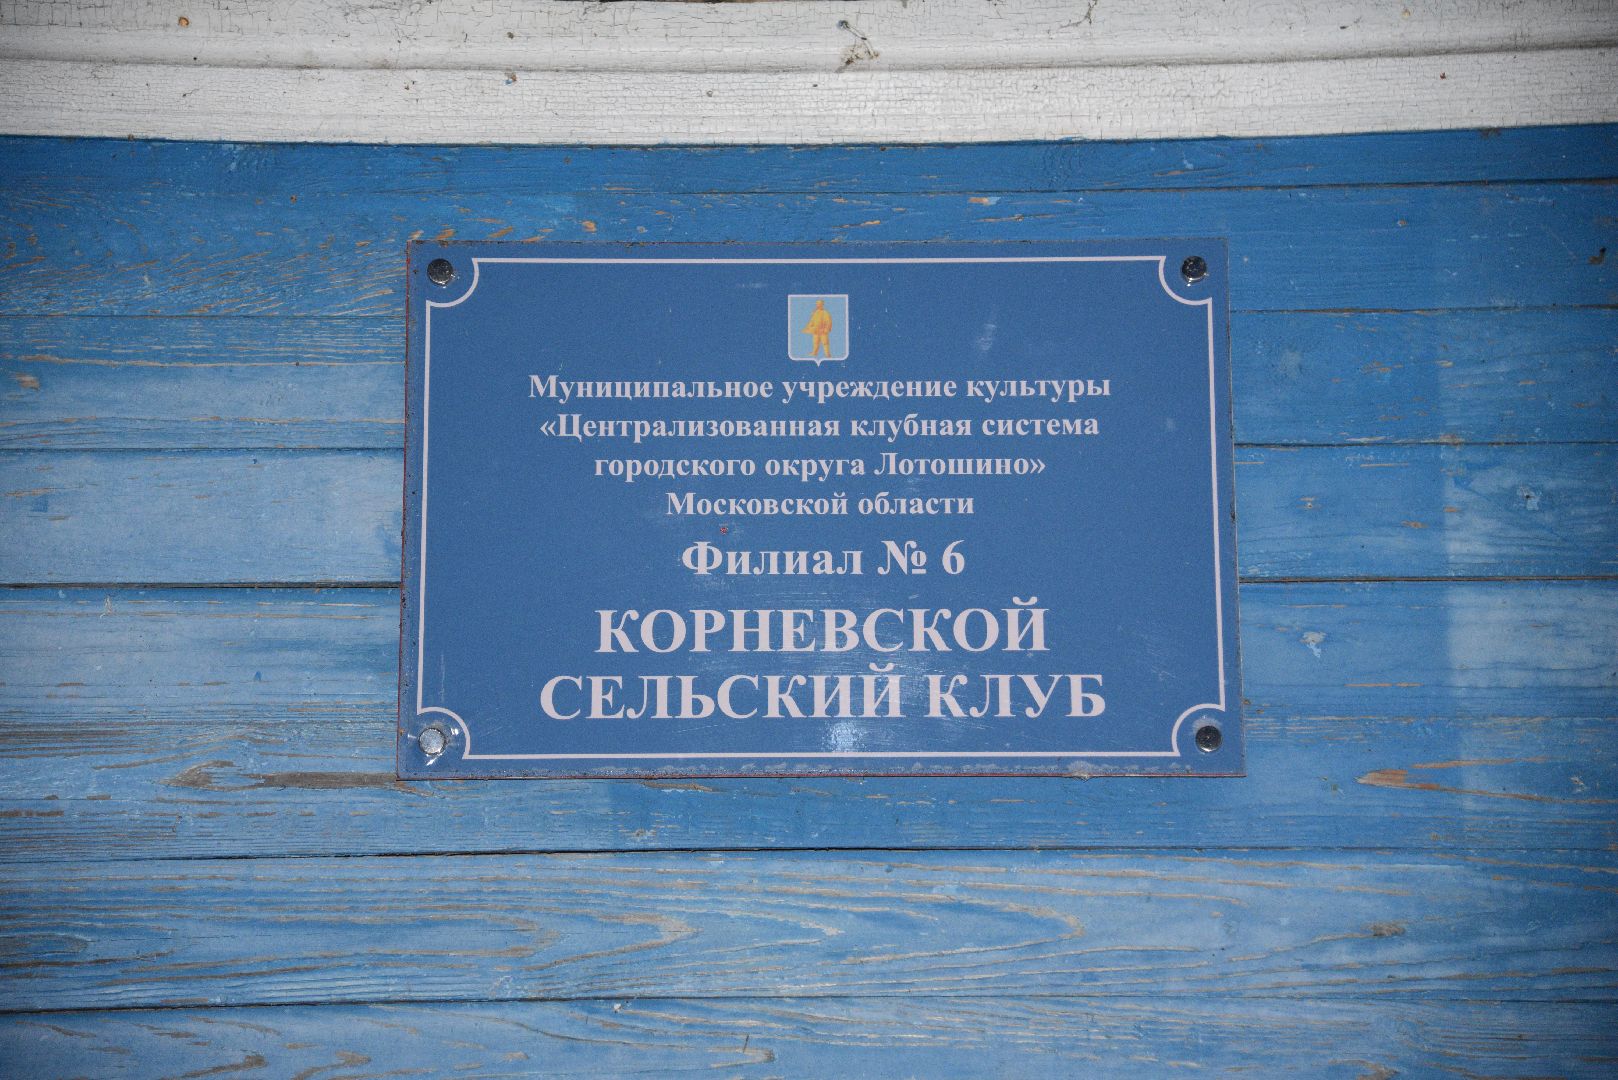 Муниципальное учреждение культуры
«Централизованная клубная система
городского округа Лотошино»
Московской области
Филиал № 6
КОРНЕВСКОЙ
СЕЛЬСКИЙ КЛУБ